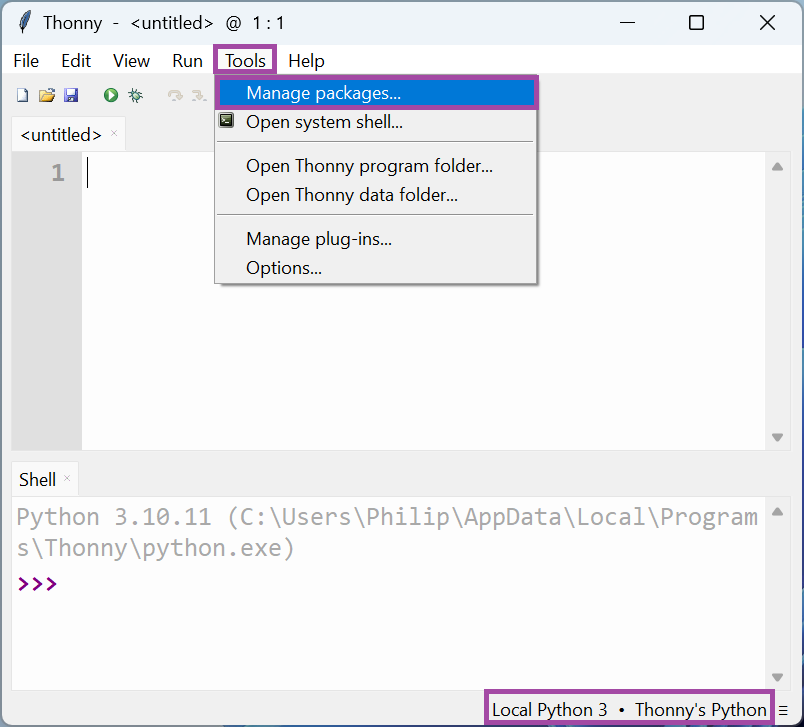 Thonny - <untitled> @ 1 : 1
File Edit View Run Tools Help
Manage packages...
<untitled> ×
Open system shell...
1
Open Thonny program folder...
Open Thonny data folder...
Manage plug-ins...
Options...
Shell ×
Python 3.10.11 (C:\Users\Philip\AppData\Local\Program
s\Thonny\python.exe)
>>>
Local Python 3 • Thonny's Python ≡